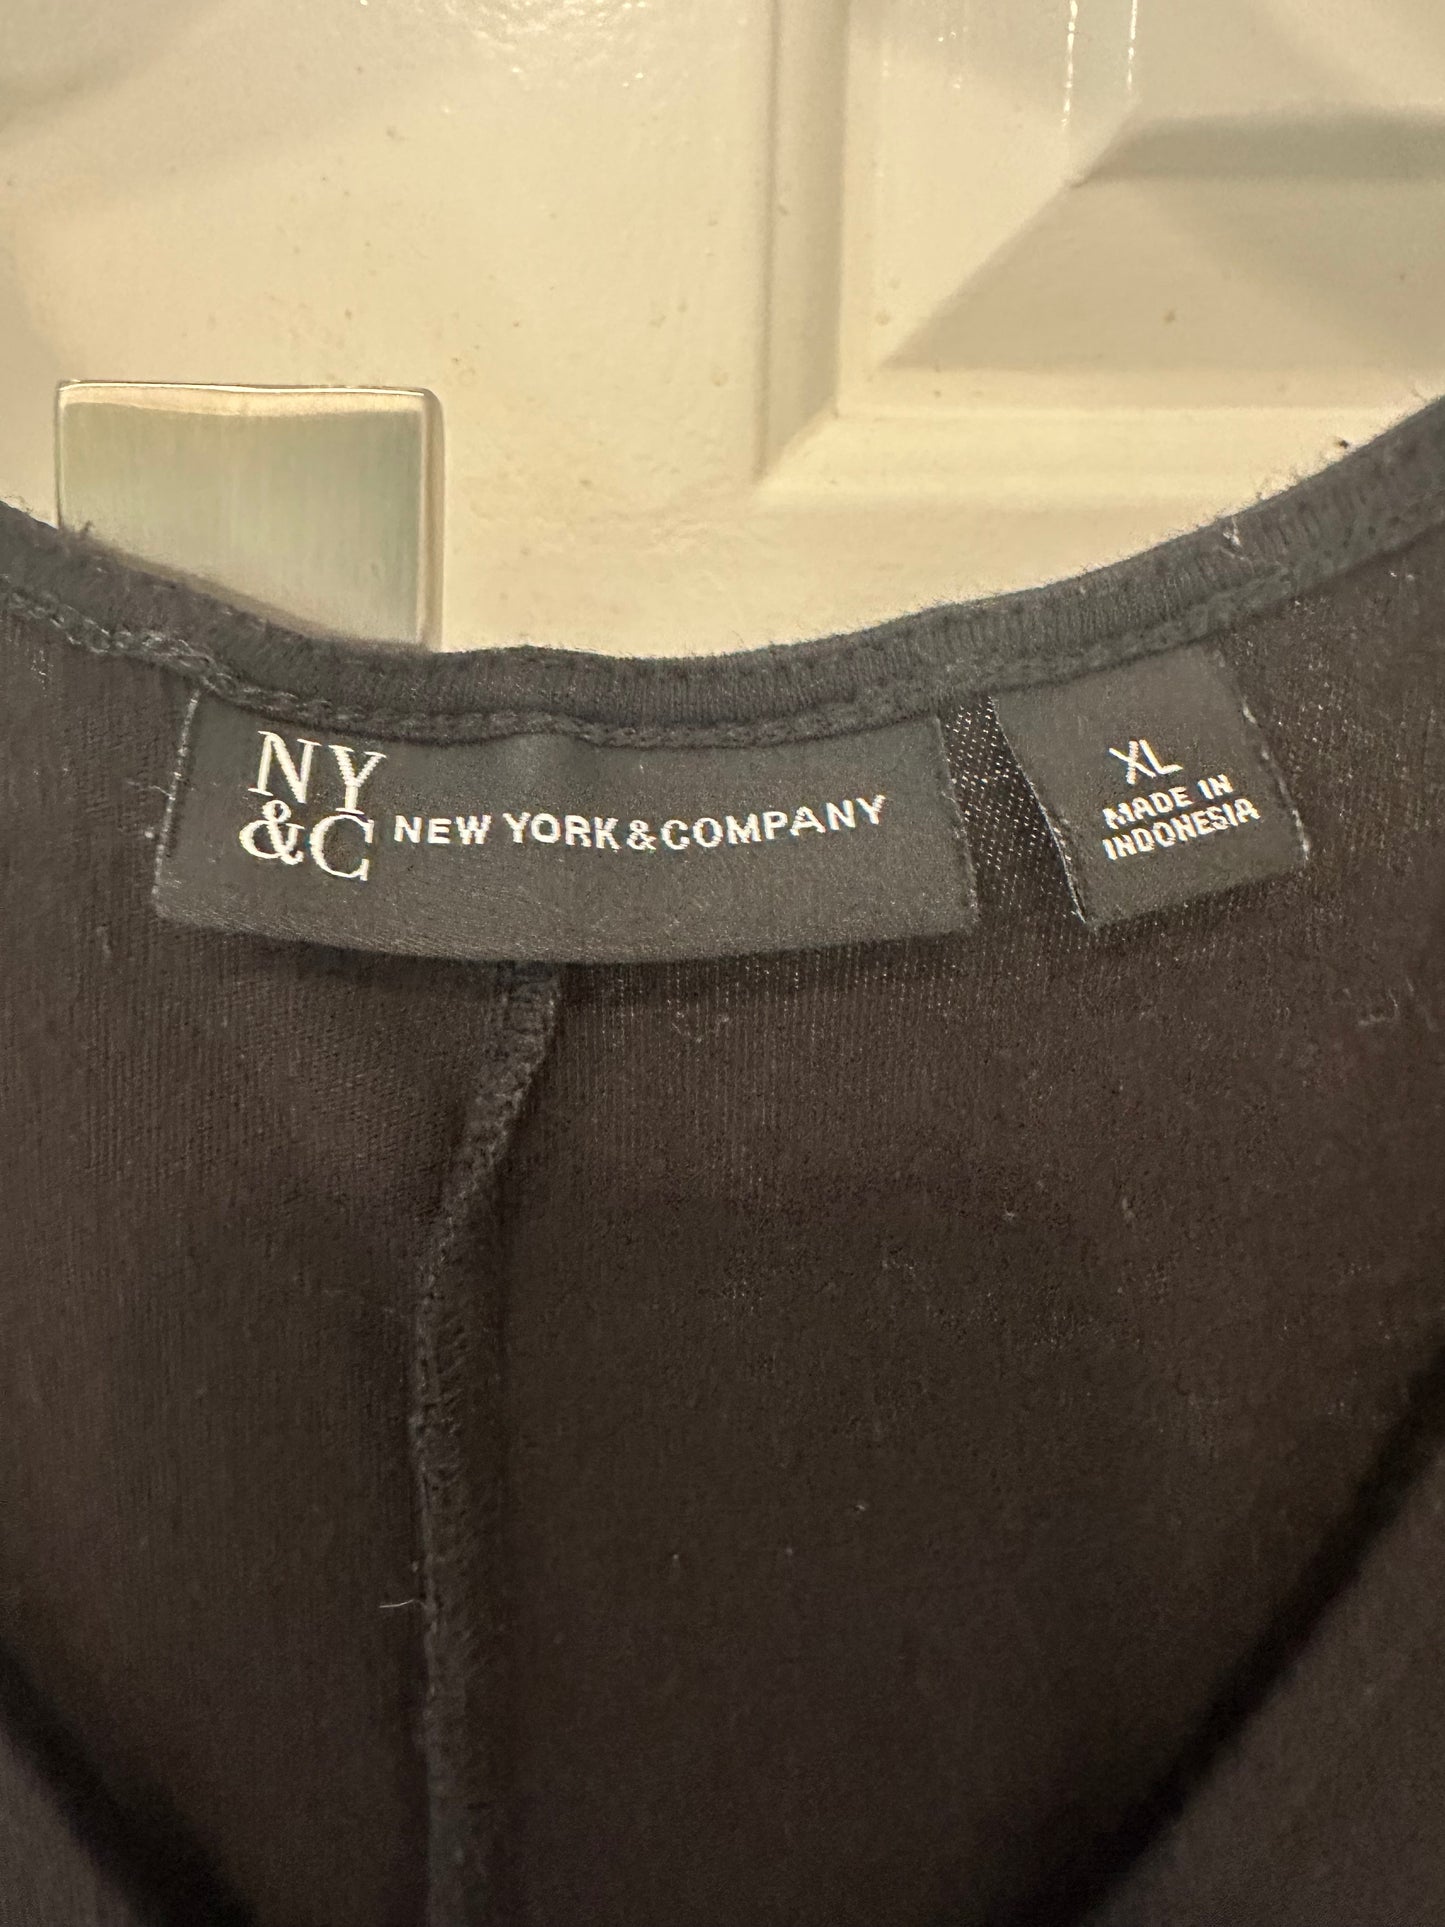 NY
&C
NEW YORK&COMPANY
XL
MADE IN
INDONESIA